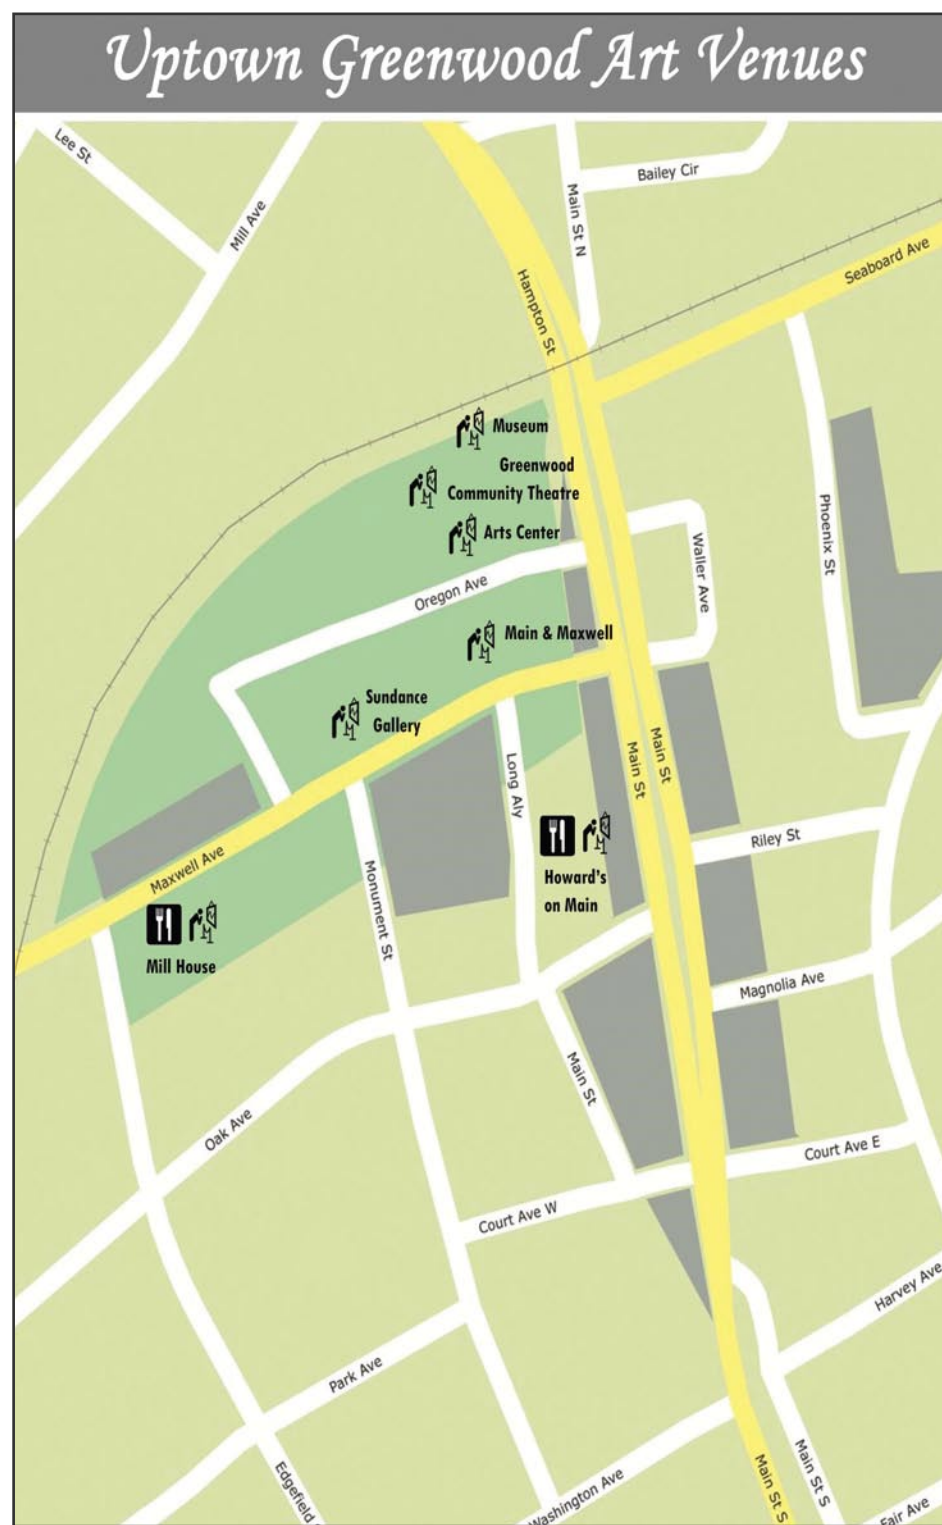 Uptown Greenwood Art Venues
Lee St
Mill Ave
Bailey Cir
Main St N
Seaboard Ave
Hampton St
Museum
Greenwood
Community Theatre
Arts Center
Phoenix St
Waller Ave
Oregon Ave
Main & Maxwell
Sundance
Gallery
Main St
Main St
Long Aly
Riley St
Maxwell Ave
Monument St
Howard's
on Main
Mill House
Magnolia Ave
Main St
Oak Ave
Court Ave E
Court Ave W
Harvey Ave
Park Ave
Edgefield
Washington Ave
Main St S
Main St S
Fair Ave